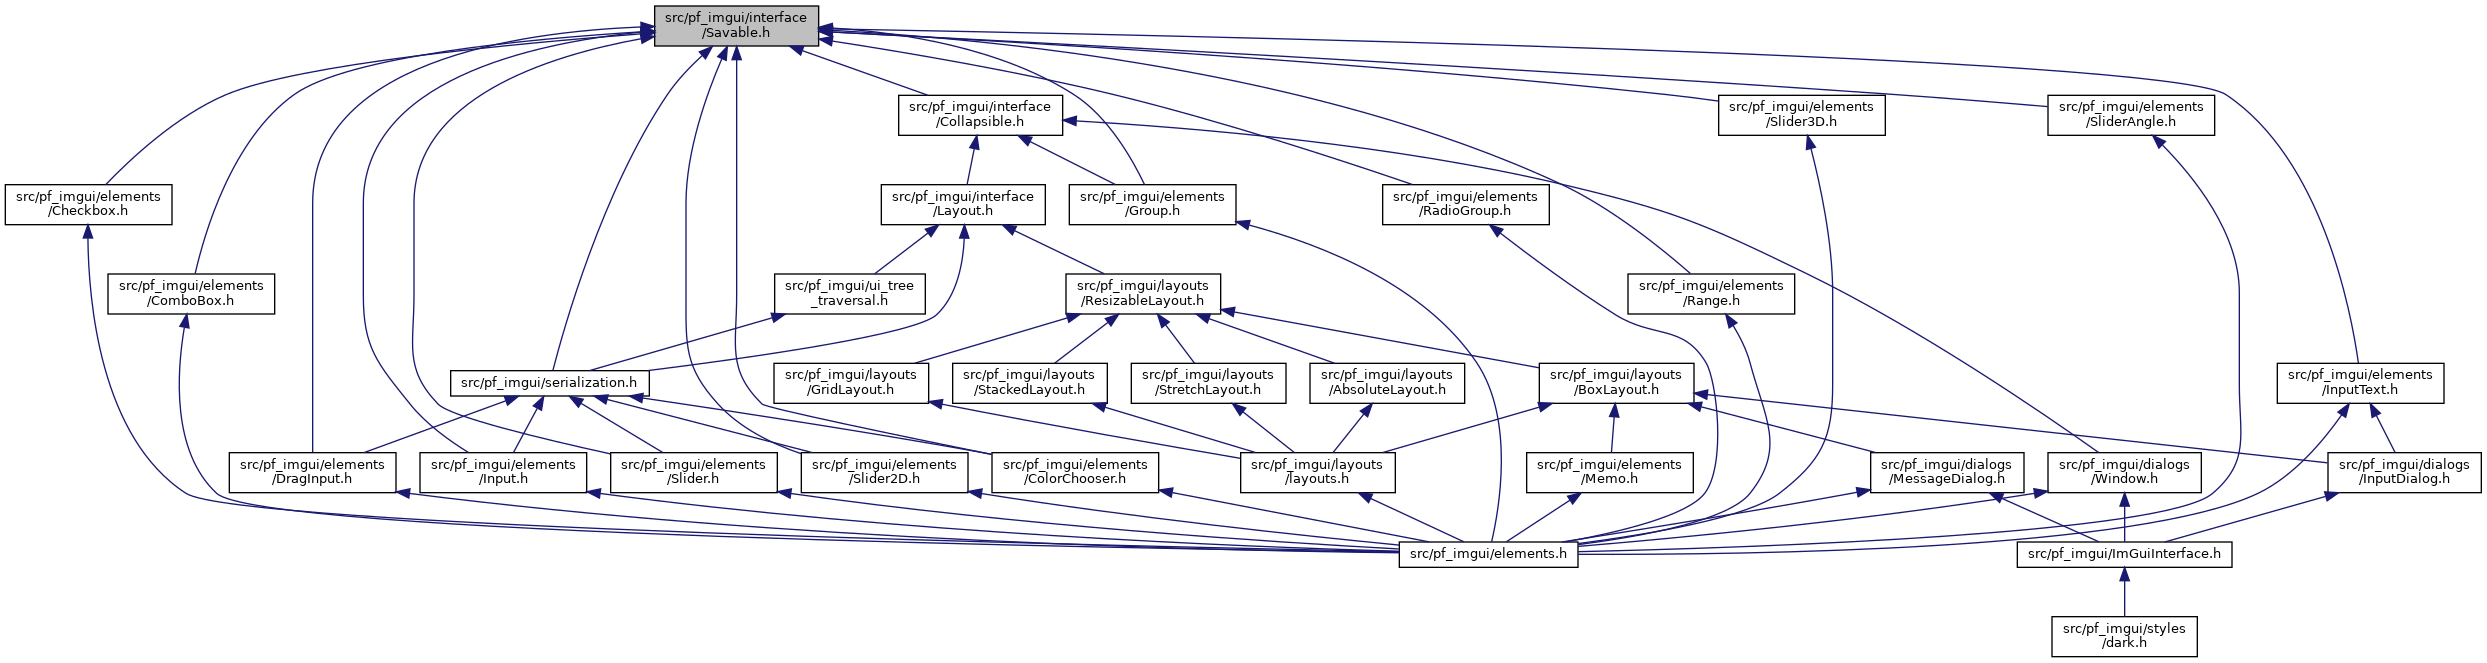 src/pf_imgui/interface
/Savable.h
src/pf_imgui/interface
/Collapsible.h
src/pf_imgui/elements
/Slider3D.h
src/pf_imgui/elements
/SliderAngle.h
src/pf_imgui/elements
/Checkbox.h
src/pf_imgui/interface
/Layout.h
src/pf_imgui/elements
/Group.h
src/pf_imgui/elements
/RadioGroup.h
src/pf_imgui/elements
/ComboBox.h
src/pf_imgui/ui_tree
_traversal.h
src/pf_imgui/layouts
/ResizableLayout.h
src/pf_imgui/elements
/Range.h
src/pf_imgui/serialization.h
src/pf_imgui/layouts
/GridLayout.h
src/pf_imgui/layouts
/StackedLayout.h
src/pf_imgui/layouts
/StretchLayout.h
src/pf_imgui/layouts
/AbsoluteLayout.h
src/pf_imgui/layouts
/BoxLayout.h
src/pf_imgui/elements
/InputText.h
src/pf_imgui/elements
/DragInput.h
src/pf_imgui/elements
/Input.h
src/pf_imgui/elements
/Slider.h
src/pf_imgui/elements
/Slider2D.h
src/pf_imgui/elements
/ColorChooser.h
src/pf_imgui/layouts
/layouts.h
src/pf_imgui/elements
/Memo.h
src/pf_imgui/dialogs
/MessageDialog.h
src/pf_imgui/dialogs
/Window.h
src/pf_imgui/dialogs
/InputDialog.h
src/pf_imgui/elements.h
src/pf_imgui/ImGuiInterface.h
src/pf_imgui/styles
/dark.h